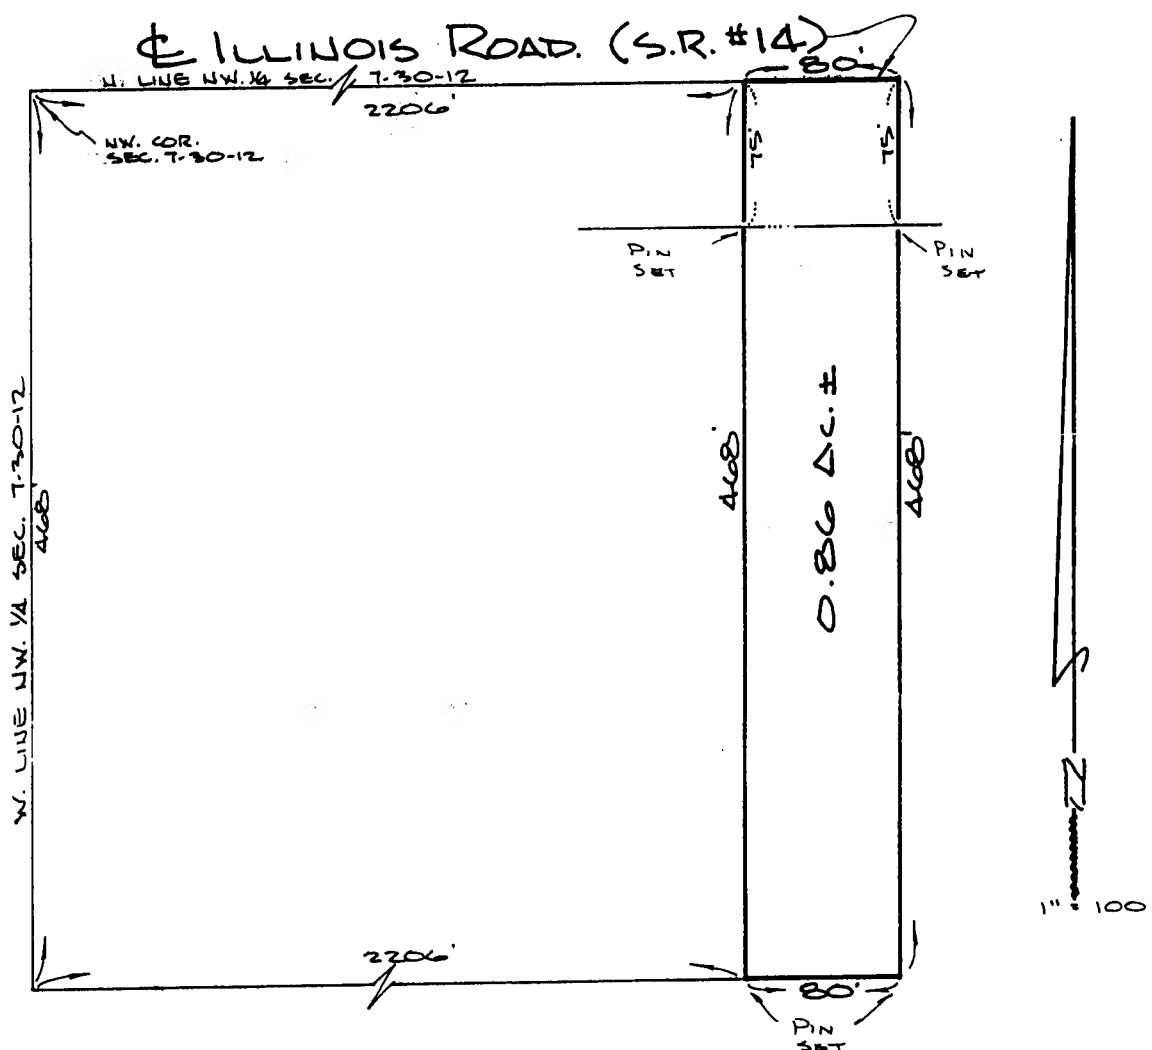 ℄ ILLINOIS ROAD. (S.R. #14)
N. LINE NW. ¼ SEC. 7-30-12
80'
2206'
NW. COR.
SEC. 7-30-12
75'
75'
PIN
SET
PIN
SET
W. LINE NW. ¼ SEC. 7-30-12
468'
468'
0.86 AC. ±
468'
N
1" 100
2206'
80'
PIN
SET